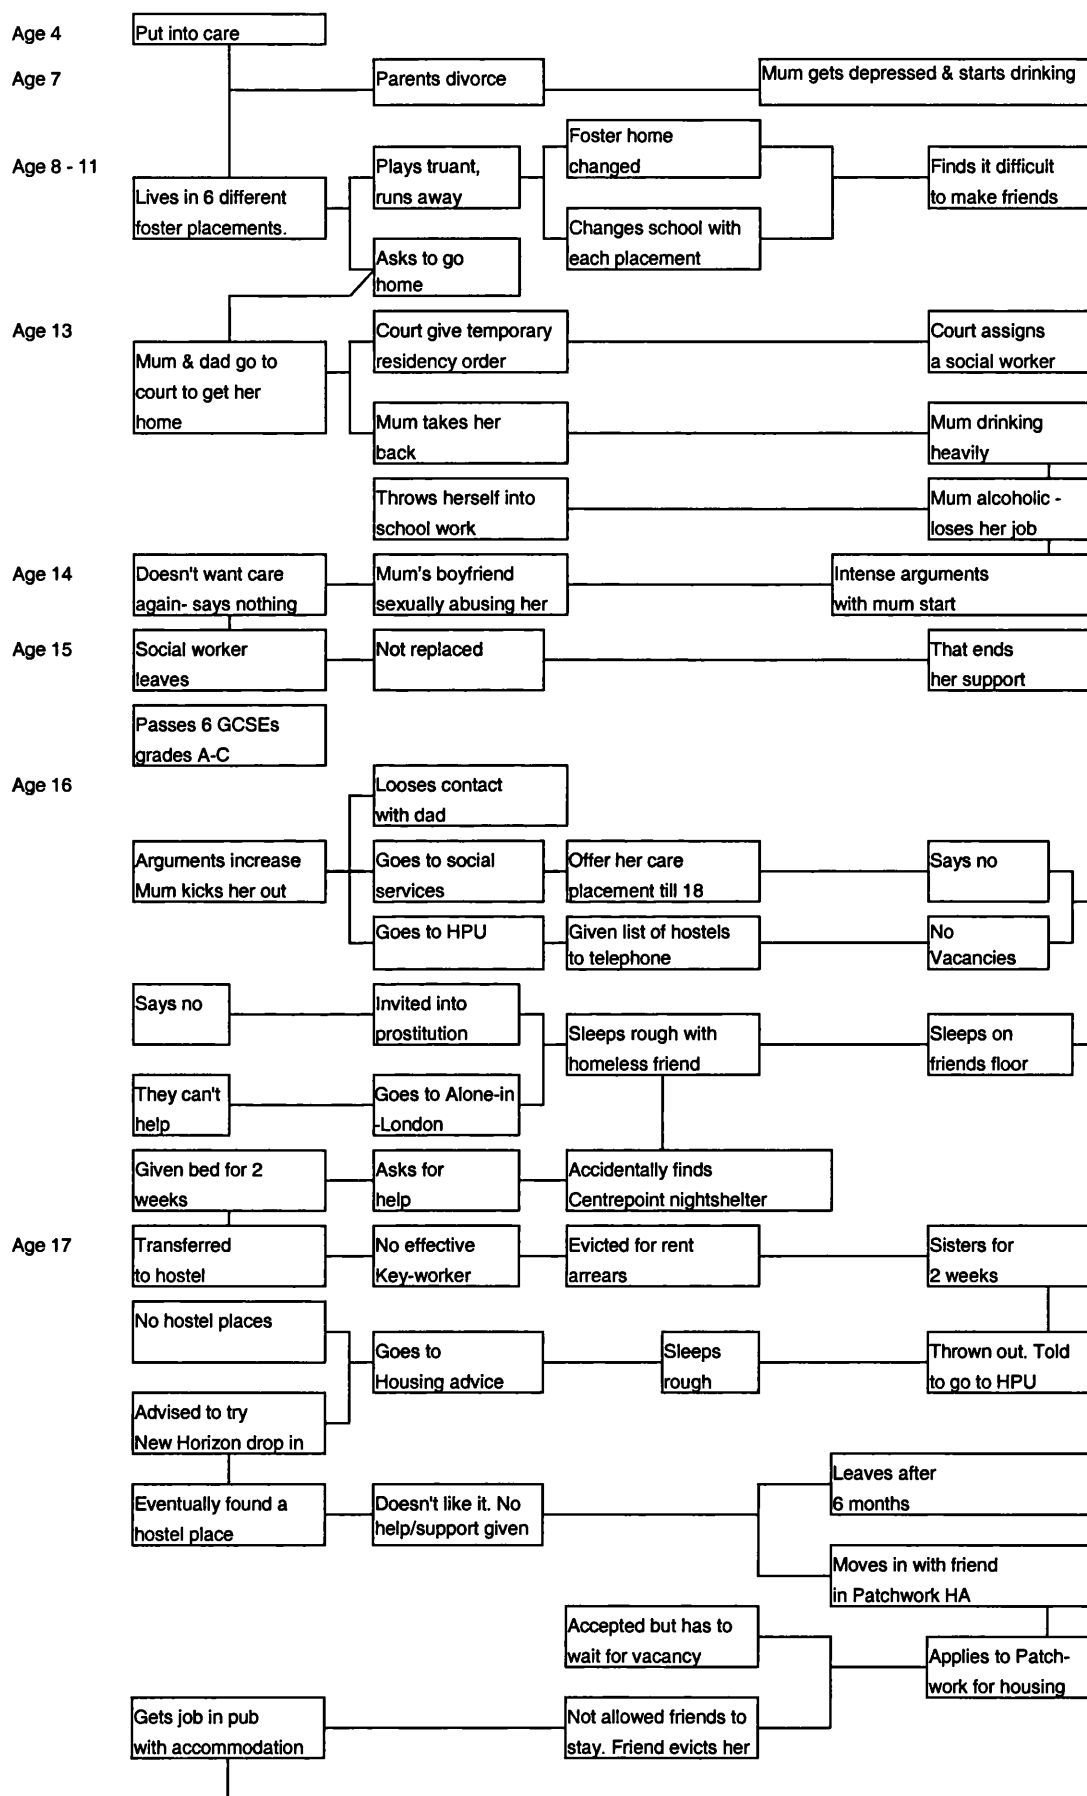 Age 4
Put into care
Age 7
Parents divorce
Mum gets depressed & starts drinking
Age 8 - 11
Lives in 6 different
foster placements.
Plays truant,
runs away
Asks to go
home
Foster home
changed
Changes school with
each placement
Finds it difficult
to make friends
Age 13
Mum & dad go to
court to get her
home
Court give temporary
residency order
Court assigns
a social worker
Mum takes her
back
Mum drinking
heavily
Throws herself into
school work
Mum alcoholic -
loses her job
Age 14
Doesn't want care
again- says nothing
Mum's boyfriend
sexually abusing her
Intense arguments
with mum start
Age 15
Social worker
leaves
Not replaced
That ends
her support
Passes 6 GCSEs
grades A-C
Age 16
Looses contact
with dad
Arguments increase
Mum kicks her out
Goes to social
services
Offer her care
placement till 18
Says no
Goes to HPU
Given list of hostels
to telephone
No
Vacancies
Says no
Invited into
prostitution
Sleeps rough with
homeless friend
Sleeps on
friends floor
They can't
help
Goes to Alone-in
-London
Given bed for 2
weeks
Asks for
help
Accidentally finds
Centrepoint nightshelter
Age 17
Transferred
to hostel
No effective
Key-worker
Evicted for rent
arrears
Sisters for
2 weeks
No hostel places
Goes to
Housing advice
Sleeps
rough
Thrown out. Told
to go to HPU
Advised to try
New Horizon drop in
Eventually found a
hostel place
Doesn't like it. No
help/support given
Leaves after
6 months
Moves in with friend
in Patchwork HA
Accepted but has to
wait for vacancy
Applies to Patch-
work for housing
Gets job in pub
with accommodation
Not allowed friends to
stay. Friend evicts her